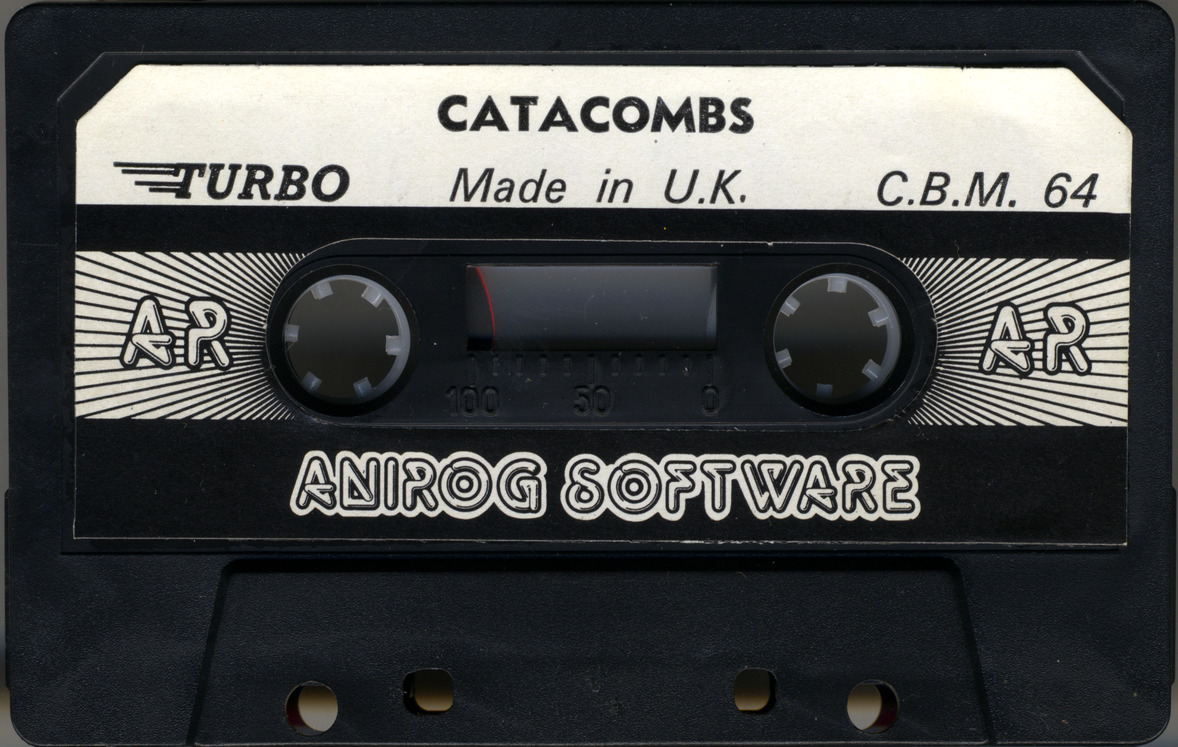 CATACOMBS
TURBO Made in U.K. C.B.M. 64
AR AR
100 50 0
ANIROG SOFTWARE